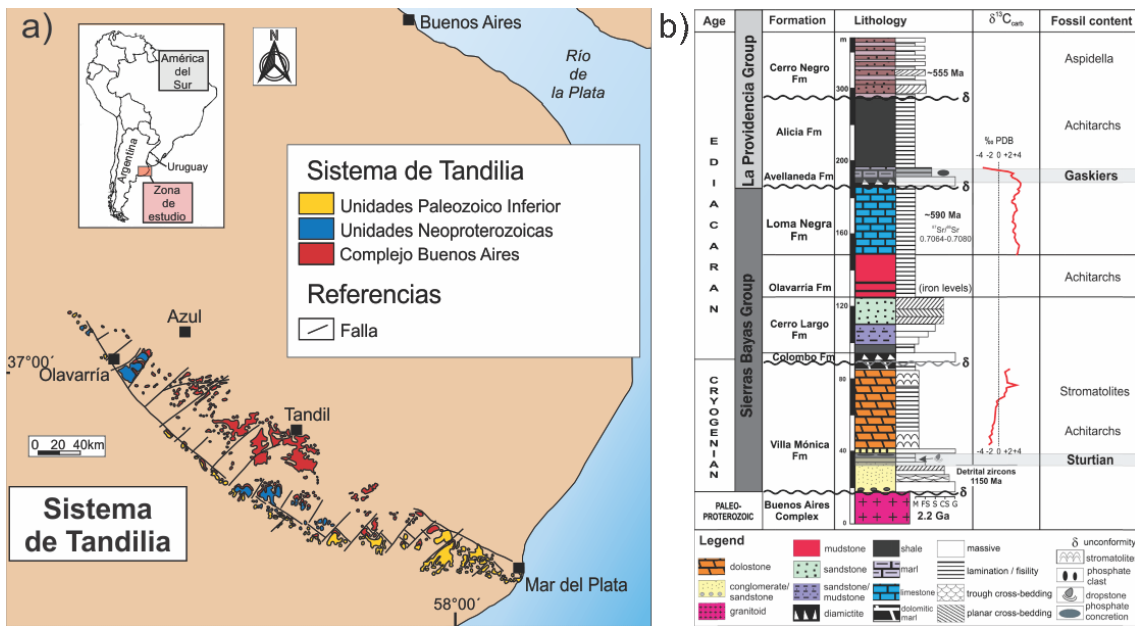 a)
Buenos Aires
N
Río
de
la Plata
América
del
Sur
Argentina
Uruguay
Zona
de
estudio
Sistema de Tandilia
Unidades Paleozoico Inferior
Unidades Neoproterozoicas
Complejo Buenos Aires
Referencias
Falla
Azul
37°00´
Olavarría
Tandil
0 20 40km
Sistema
de Tandilia
Mar del Plata
58°00´
b)
Age
Formation
Lithology
δ13Ccarb
Fossil content
La Providencia Group
Sierras Bayas Group
EDIACARAN
CRYOGENIAN
PALEO-
PROTEROZOIC
m
Cerro Negro
Fm
~555 Ma
Aspidella
300
δ
Alicia Fm
Achitarchs
‰ PDB
200
-4 -2 0 +2+4
Avellaneda Fm
Gaskiers
δ
Loma Negra
Fm
~590 Ma
87Sr/86Sr
0.7064-0.7080
160
Olavarría Fm
(iron levels)
Achitarchs
120
Cerro Largo
Fm
Colombo Fm
δ
80
Stromatolites
Villa Mónica
Fm
Achitarchs
40
-4 -2 0 +2+4
Sturtian
Detrital zircons
1150 Ma
δ
Buenos Aires
Complex
M FS S CS G
2.2 Ga
0
Legend
dolostone
conglomerate/
sandstone
granitoid
mudstone
sandstone
sandstone/
mudstone
diamictite
shale
marl
limestone
dolomitic
marl
massive
lamination / fisility
trough cross-bedding
planar cross-bedding
δ unconformity
stromatolite
phosphate
clast
dropstone
phosphate
concretion